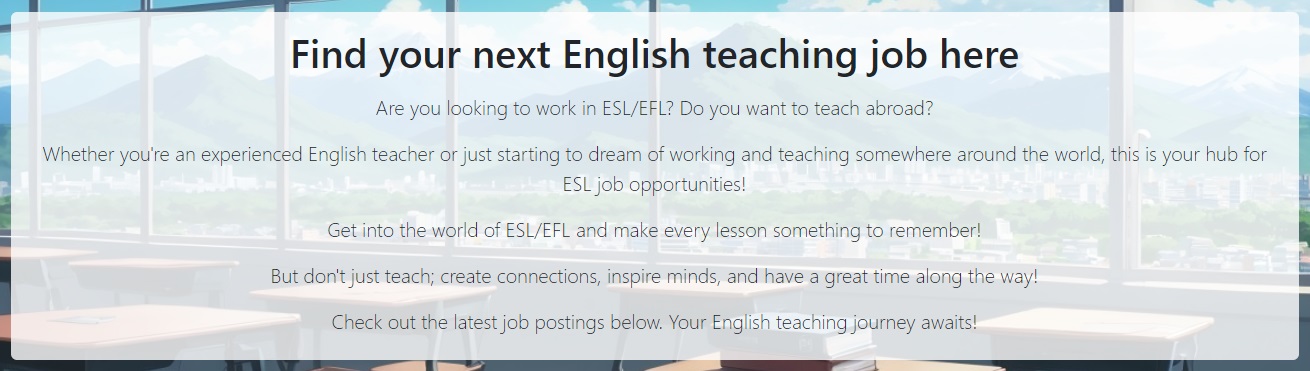 Find your next English teaching job here
Are you looking to work in ESL/EFL? Do you want to teach abroad?
Whether you're an experienced English teacher or just starting to dream of working and teaching somewhere around the world, this is your hub for
ESL job opportunities!
Get into the world of ESL/EFL and make every lesson something to remember!
But don't just teach; create connections, inspire minds, and have a great time along the way!
Check out the latest job postings below. Your English teaching journey awaits!